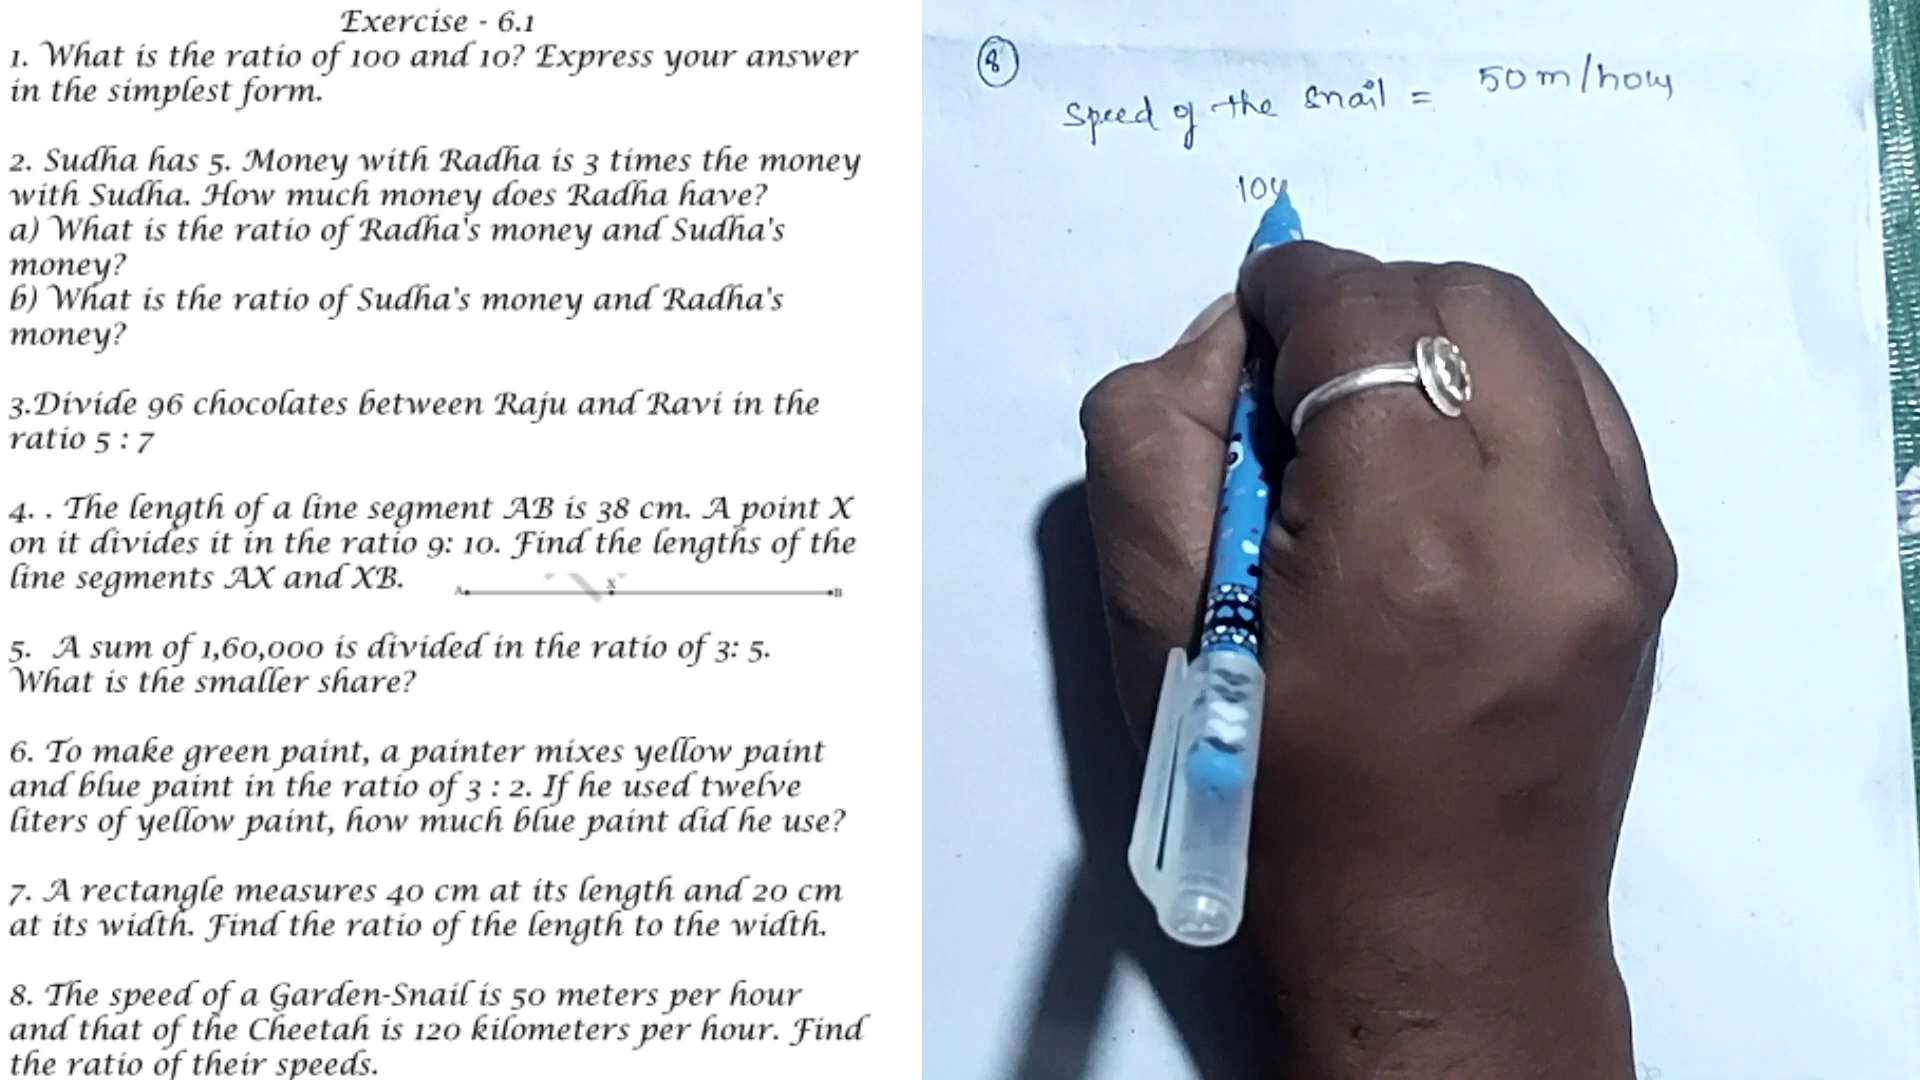 Exercise - 6.1
1. What is the ratio of 100 and 10? Express your answer
in the simplest form.
2. Sudha has 5. Money with Radha is 3 times the money
with Sudha. How much money does Radha have?
a) What is the ratio of Radha's money and Sudha's
money?
b) What is the ratio of Sudha's money and Radha's
money?
3.Divide 96 chocolates between Raju and Ravi in the
ratio 5 : 7
4. . The length of a line segment AB is 38 cm. A point X
on it divides it in the ratio 9: 10. Find the lengths of the
line segments AX and XB.
A X B
5. A sum of 1,60,000 is divided in the ratio of 3: 5.
What is the smaller share?
6. To make green paint, a painter mixes yellow paint
and blue paint in the ratio of 3 : 2. If he used twelve
liters of yellow paint, how much blue paint did he use?
7. A rectangle measures 40 cm at its length and 20 cm
at its width. Find the ratio of the length to the width.
8. The speed of a Garden-Snail is 50 meters per hour
and that of the Cheetah is 120 kilometers per hour. Find
the ratio of their speeds.
8
Speed of the snail = 50 m/hour